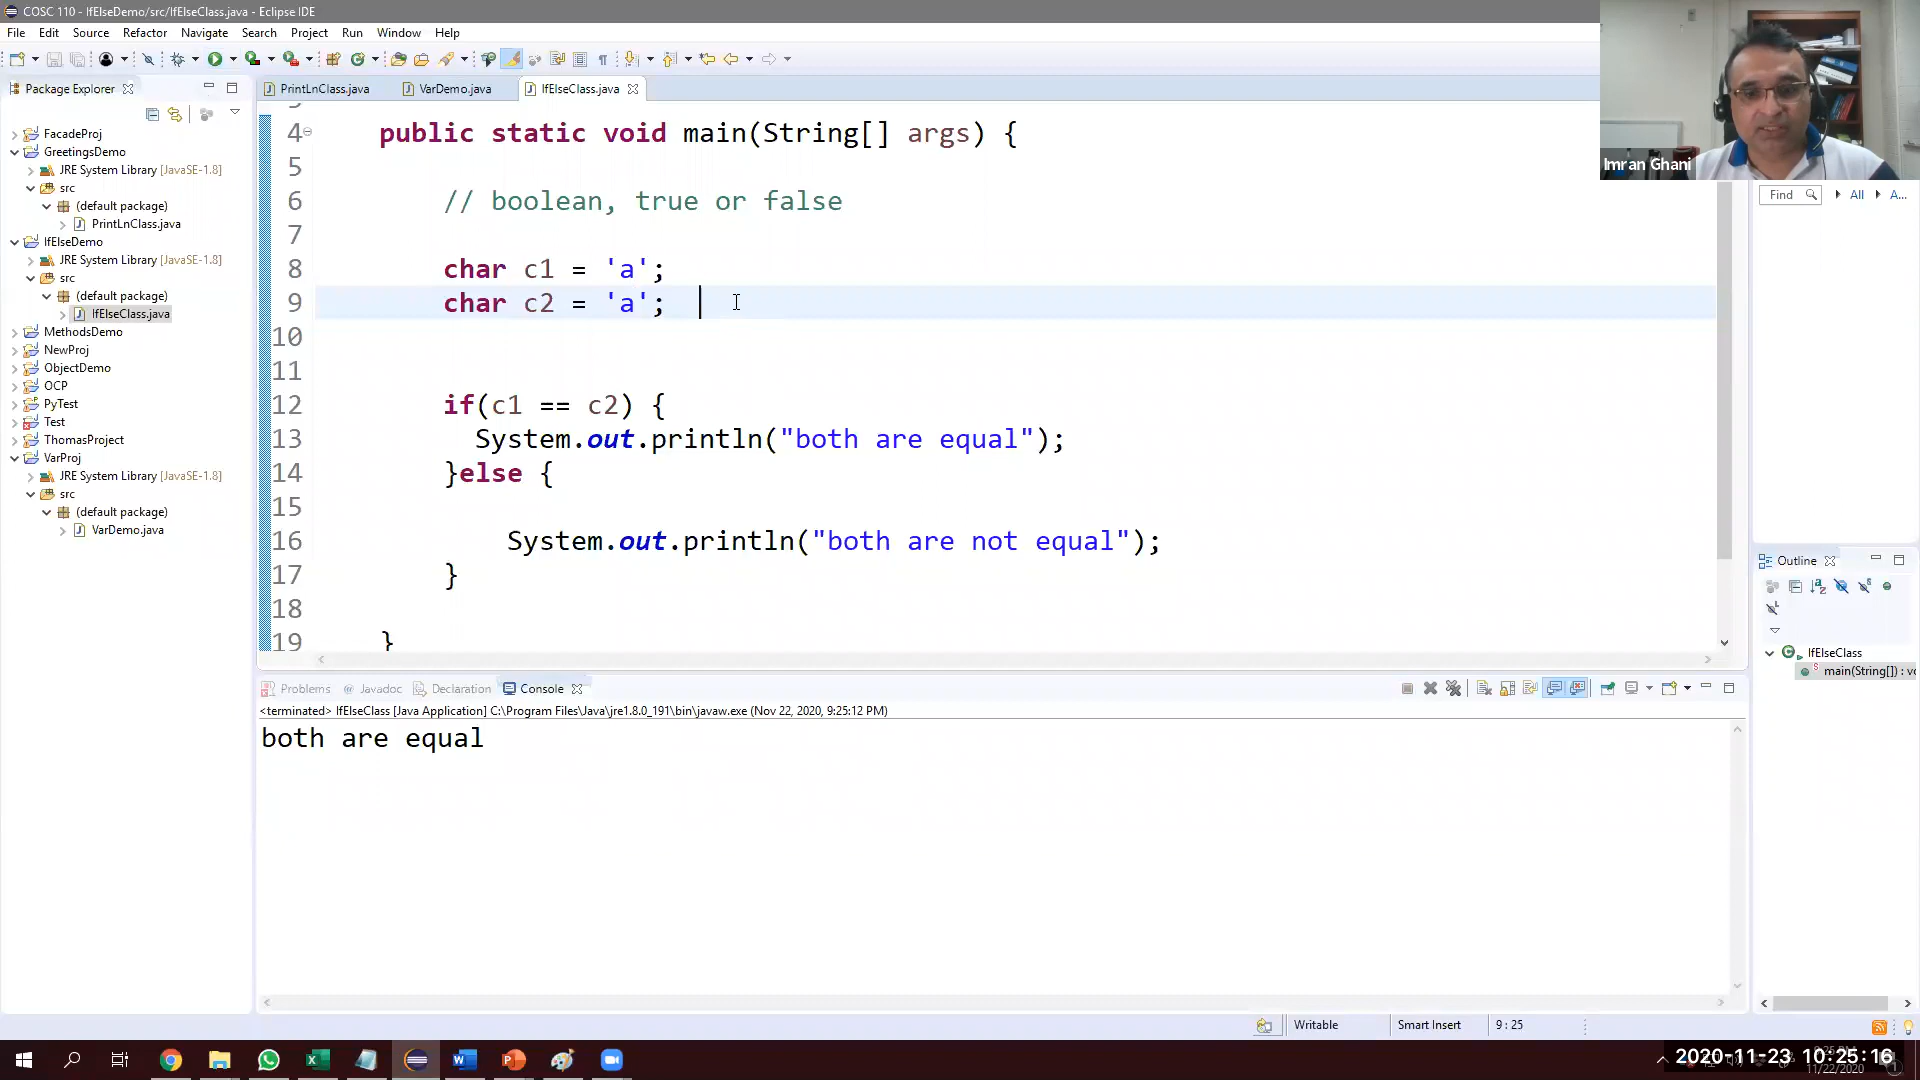 COSC 110 - IfElseDemo/src/IfElseClass.java - Eclipse IDE
File Edit Source Refactor Navigate Search Project Run Window Help
Package Explorer
FacadeProj
GreetingsDemo
JRE System Library [JavaSE-1.8]
src
(default package)
PrintLnClass.java
IfElseDemo
JRE System Library [JavaSE-1.8]
src
(default package)
IfElseClass.java
MethodsDemo
NewProj
ObjectDemo
OCP
PyTest
Test
ThomasProject
VarProj
JRE System Library [JavaSE-1.8]
src
(default package)
VarDemo.java
PrintLnClass.java VarDemo.java IfElseClass.java
4 public static void main(String[] args) {
5
6 // boolean, true or false
7
8 char c1 = 'a';
9 char c2 = 'a';
10
11
12 if(c1 == c2) {
13 System.out.println("both are equal");
14 }else {
15
16 System.out.println("both are not equal");
17 }
18
19 }
Problems Javadoc Declaration Console
<terminated> IfElseClass [Java Application] C:\Program Files\Java\jre1.8.0_191\bin\javaw.exe (Nov 22, 2020, 9:25:12 PM)
both are equal
Imran Ghani
Find All A...
Outline
IfElseClass
main(String[]) : vo
Writable Smart Insert 9 : 25
2020-11-23 10:25:16
11/22/2020